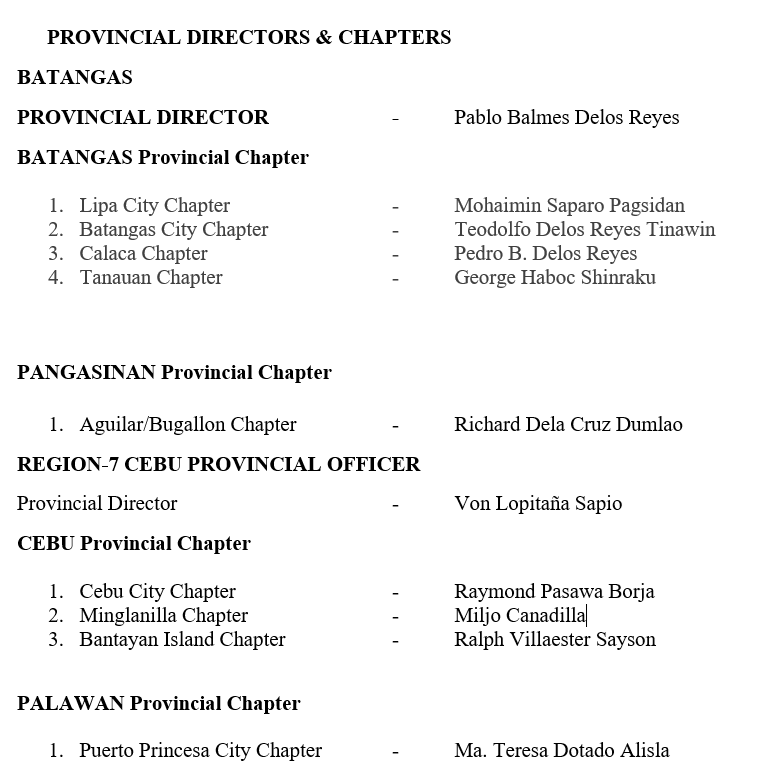 PROVINCIAL DIRECTORS & CHAPTERS
BATANGAS
PROVINCIAL DIRECTOR - Pablo Balmes Delos Reyes
BATANGAS Provincial Chapter
1. Lipa City Chapter - Mohaimin Saparo Pagsidan
2. Batangas City Chapter - Teodolfo Delos Reyes Tinawin
3. Calaca Chapter - Pedro B. Delos Reyes
4. Tanauan Chapter - George Haboc Shinraku
PANGASINAN Provincial Chapter
1. Aguilar/Bugallon Chapter - Richard Dela Cruz Dumlao
REGION-7 CEBU PROVINCIAL OFFICER
Provincial Director - Von Lopitaña Sapio
CEBU Provincial Chapter
1. Cebu City Chapter - Raymond Pasawa Borja
2. Minglanilla Chapter - Miljo Canadilla
3. Bantayan Island Chapter - Ralph Villaester Sayson
PALAWAN Provincial Chapter
1. Puerto Princesa City Chapter - Ma. Teresa Dotado Alisla